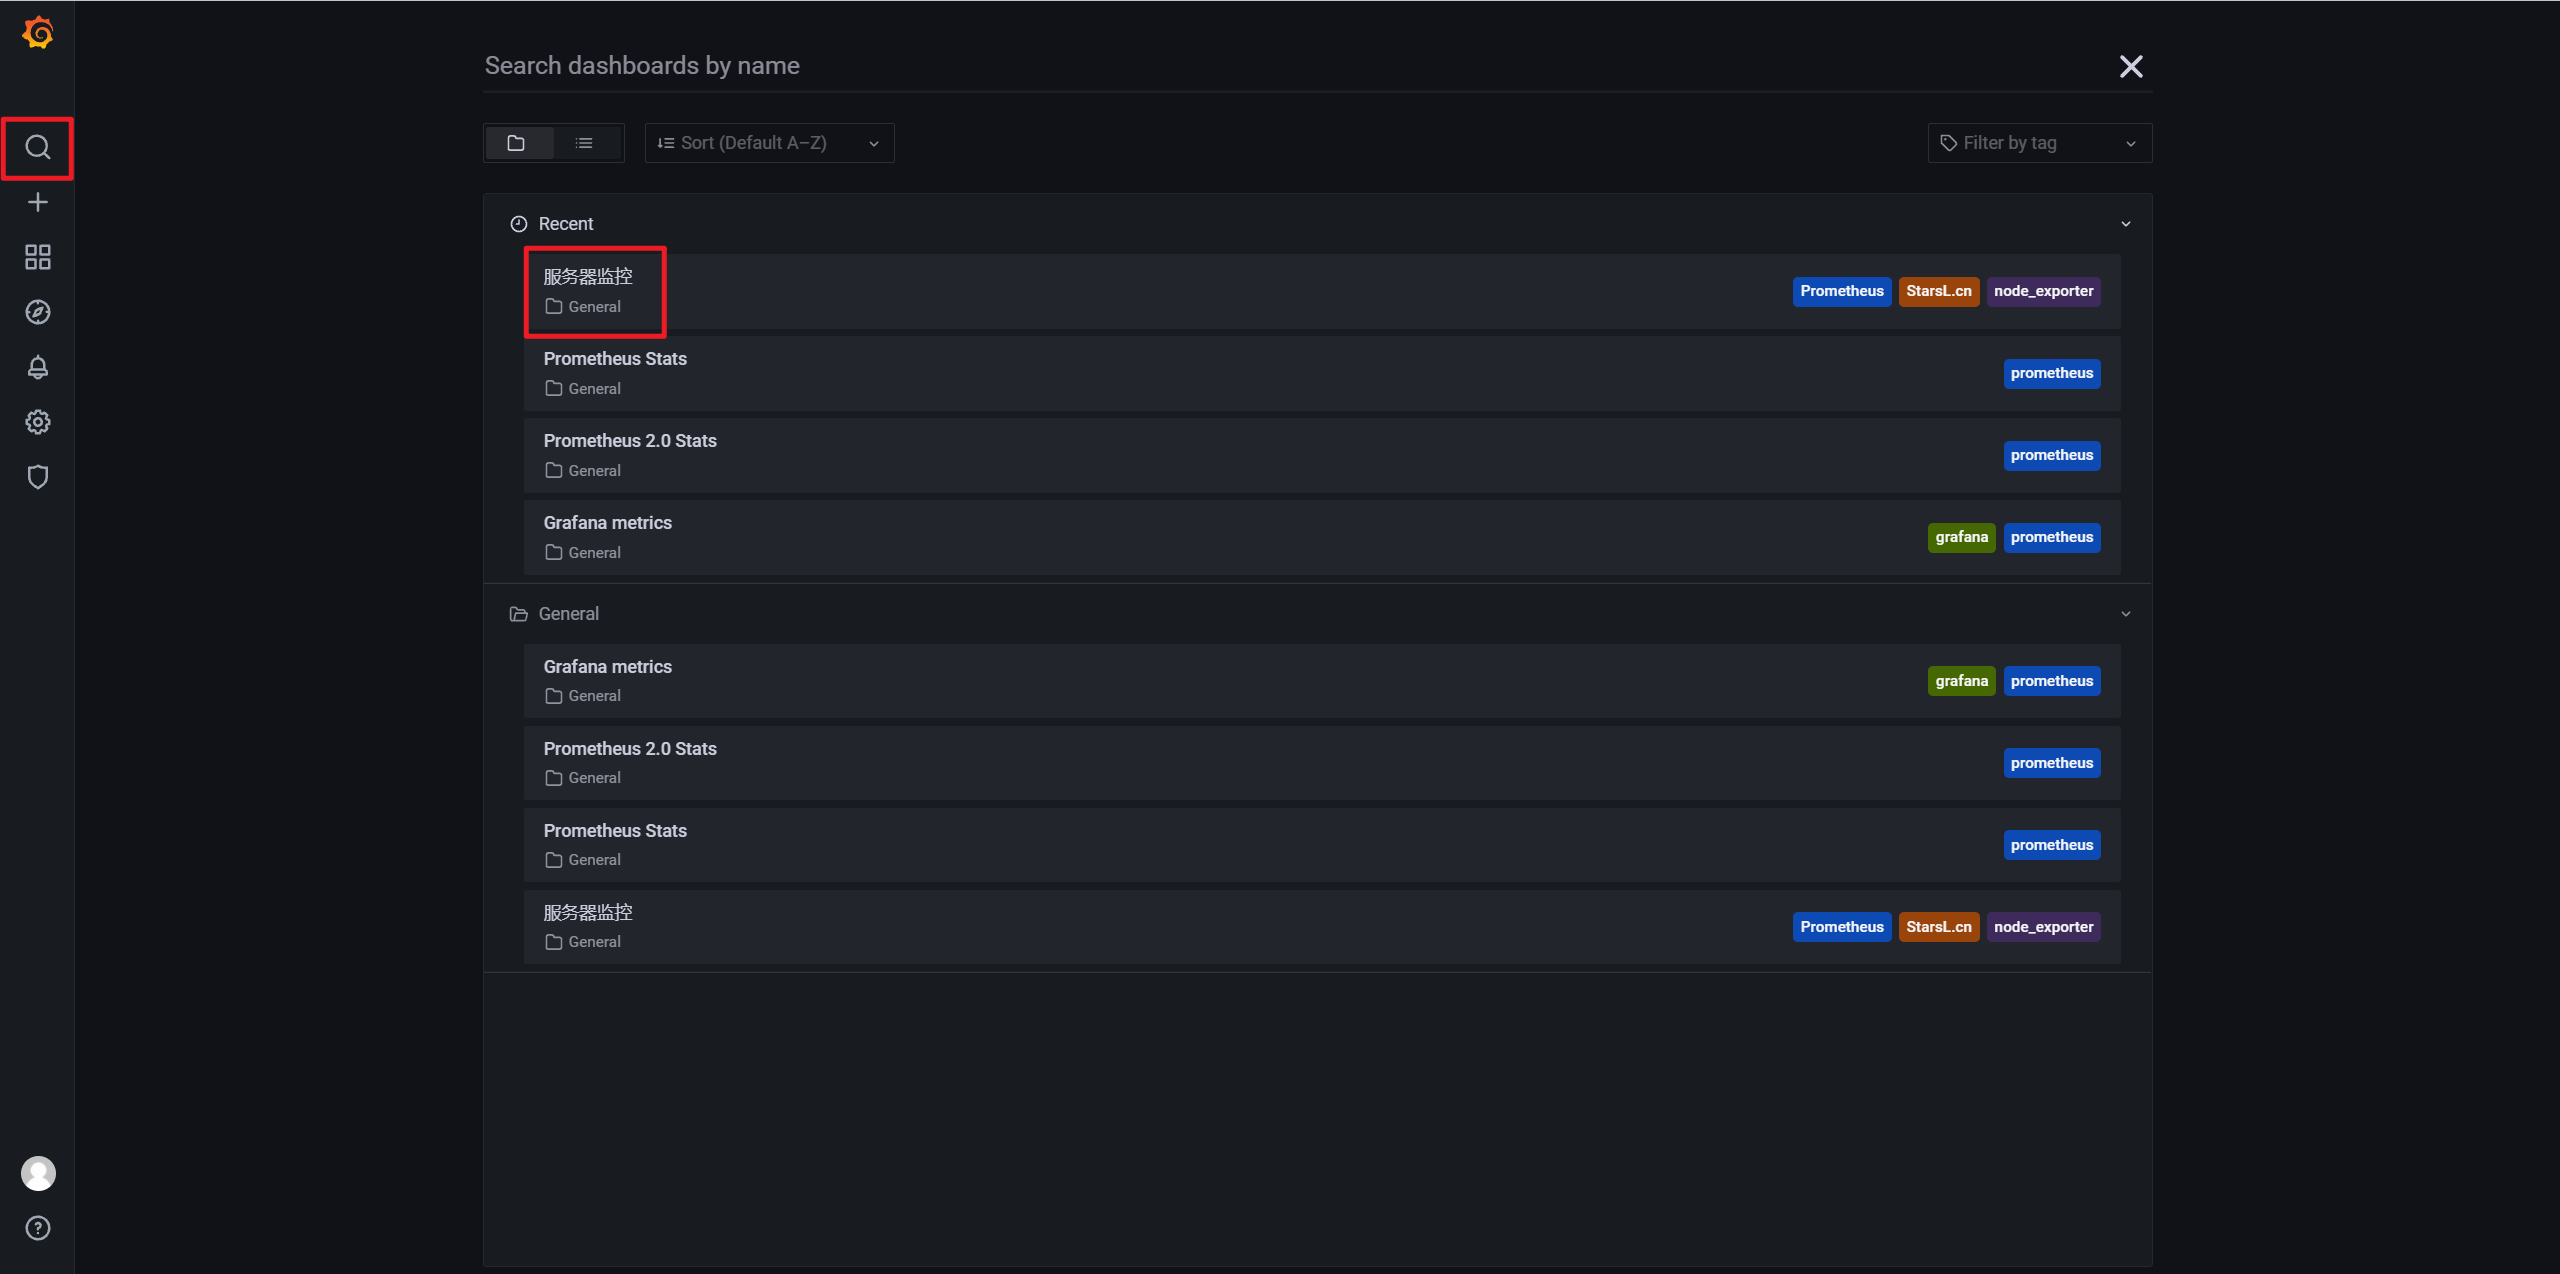 Search dashboards by name
Sort (Default A–Z)
Filter by tag
Recent
服务器监控
General
Prometheus StarsL.cn node_exporter
Prometheus Stats
General
prometheus
Prometheus 2.0 Stats
General
prometheus
Grafana metrics
General
grafana prometheus
General
Grafana metrics
General
grafana prometheus
Prometheus 2.0 Stats
General
prometheus
Prometheus Stats
General
prometheus
服务器监控
General
Prometheus StarsL.cn node_exporter